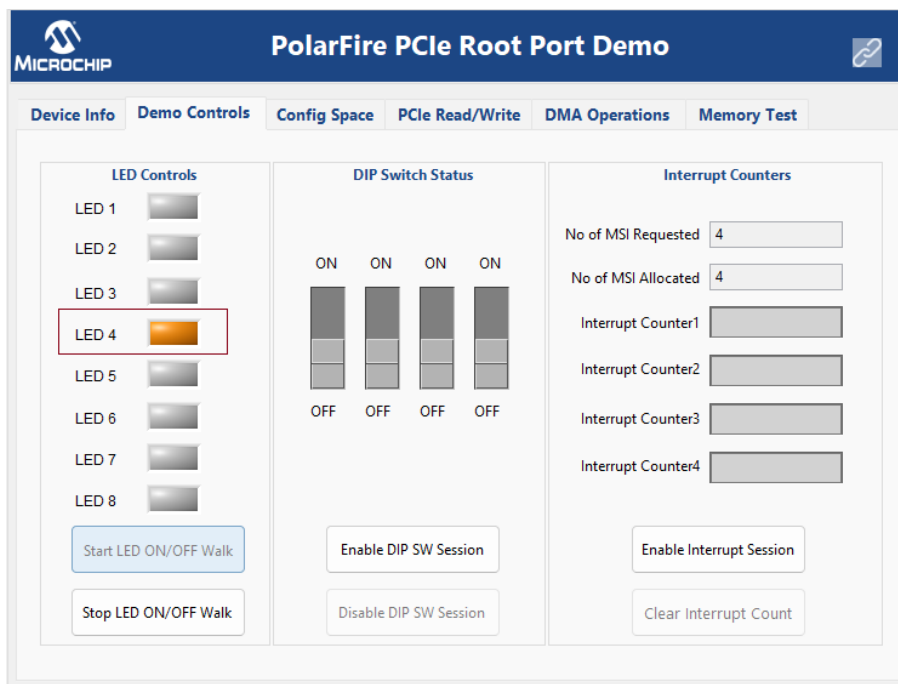 MICROCHIP
PolarFire PCIe Root Port Demo
Device Info Demo Controls Config Space PCIe Read/Write DMA Operations Memory Test
LED Controls
LED 1
LED 2
LED 3
LED 4
LED 5
LED 6
LED 7
LED 8
Start LED ON/OFF Walk
Stop LED ON/OFF Walk
DIP Switch Status
ON ON ON ON
OFF OFF OFF OFF
Enable DIP SW Session
Disable DIP SW Session
Interrupt Counters
No of MSI Requested 4
No of MSI Allocated 4
Interrupt Counter1
Interrupt Counter2
Interrupt Counter3
Interrupt Counter4
Enable Interrupt Session
Clear Interrupt Count